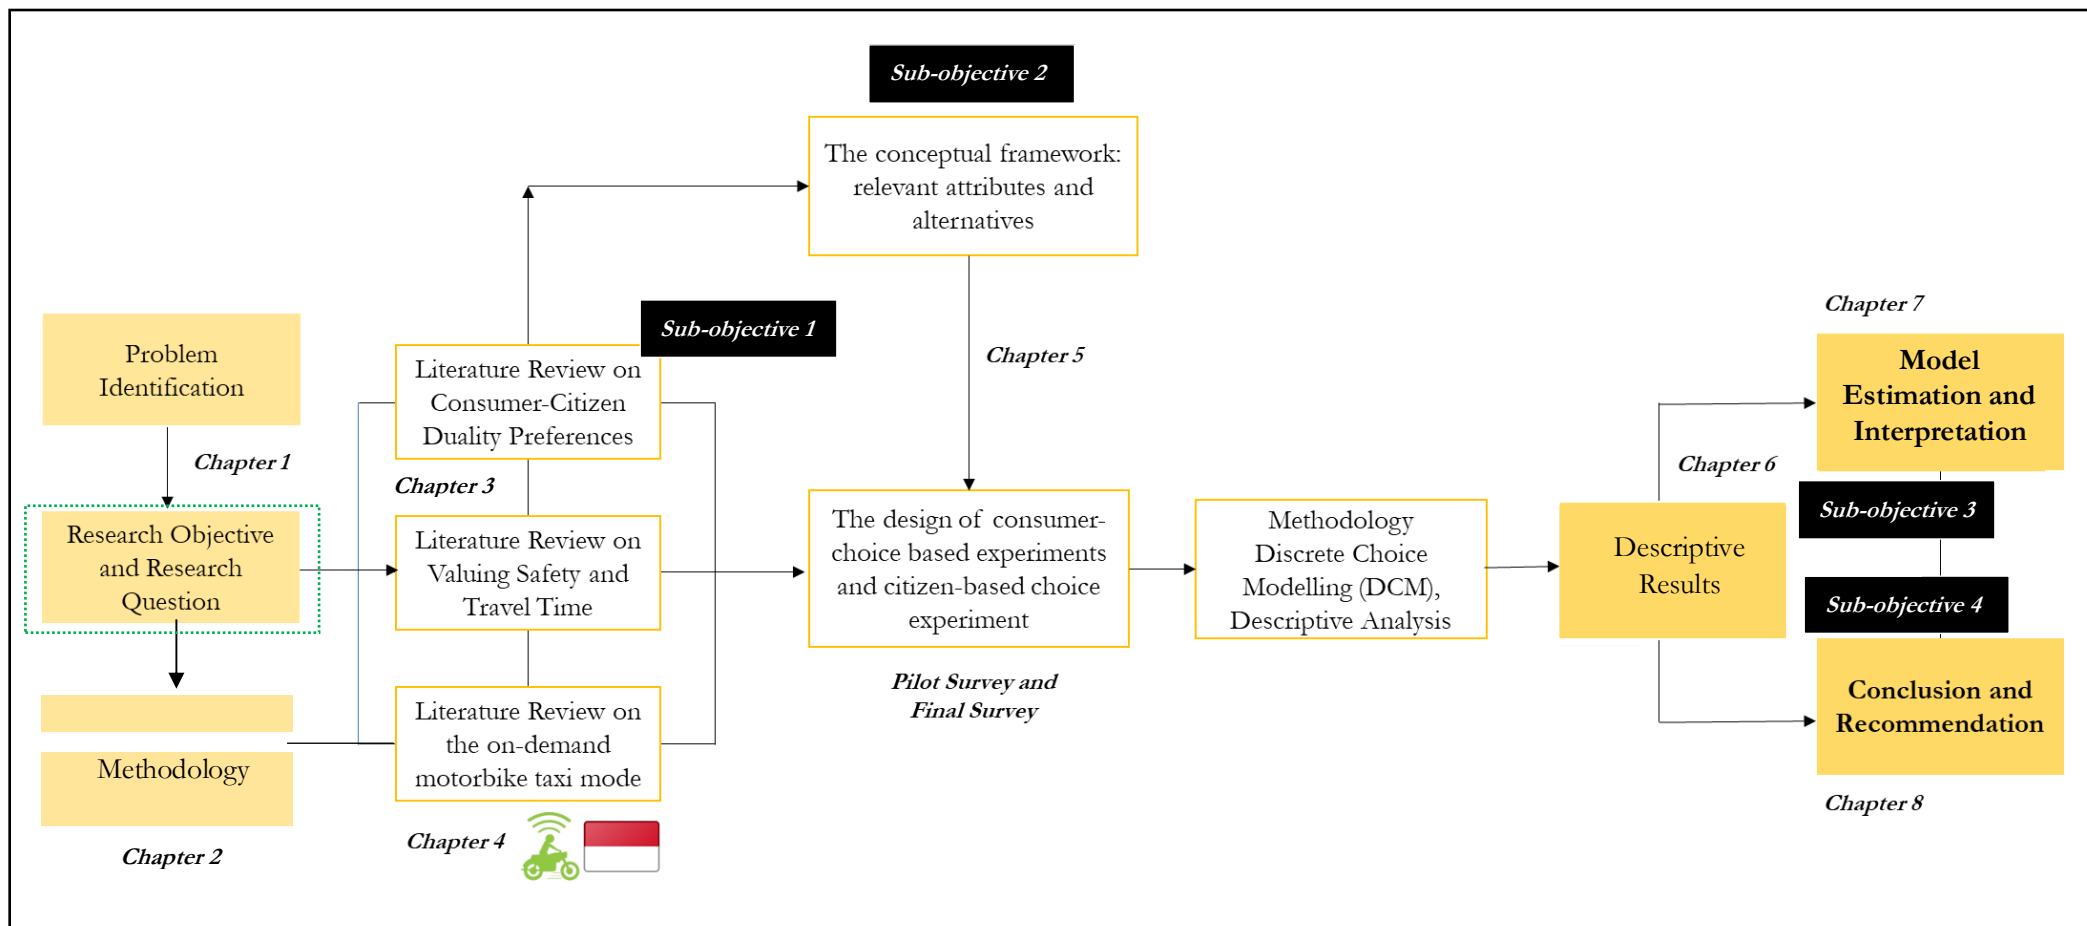 Sub-objective 2
The conceptual framework:
relevant attributes and
alternatives
Sub-objective 1
Problem
Identification
Chapter 1
Research Objective
and Research
Question
Methodology
Chapter 2
Literature Review on
Consumer-Citizen
Duality Preferences
Chapter 3
Literature Review on
Valuing Safety and
Travel Time
Literature Review on
the on-demand
motorbike taxi mode
Chapter 4
Chapter 5
The design of consumer-
choice based experiments
and citizen-based choice
experiment
Pilot Survey and
Final Survey
Methodology
Discrete Choice
Modelling (DCM),
Descriptive Analysis
Descriptive
Results
Chapter 6
Chapter 7
Model
Estimation and
Interpretation
Sub-objective 3
Sub-objective 4
Conclusion and
Recommendation
Chapter 8